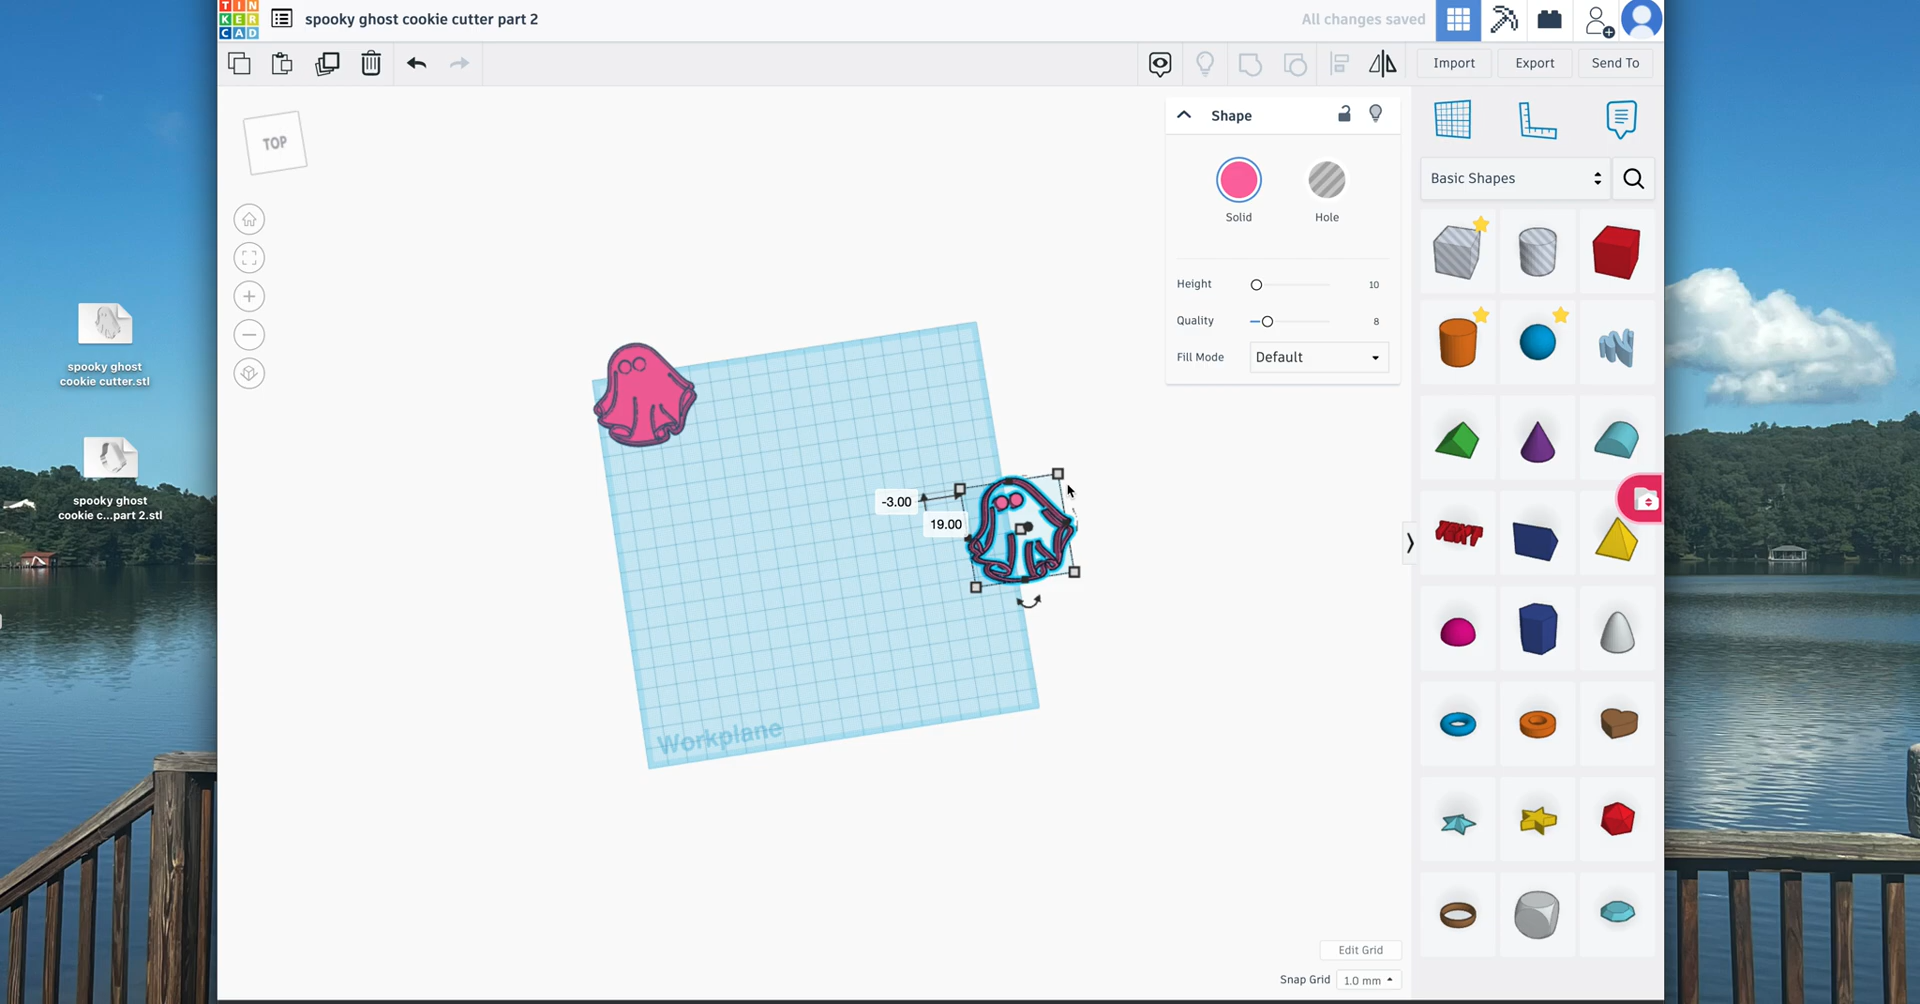 TIN
KER
CAD
spooky ghost cookie cutter part 2
All changes saved
Import
Export
Send To
TOP
Shape
Solid
Hole
Height
10
Quality
8
Fill Mode
Default
Basic Shapes
spooky ghost
cookie cutter.stl
spooky ghost
cookie c...part 2.stl
-3.00
19.00
TEXT
Workplane
Edit Grid
Snap Grid
1.0 mm